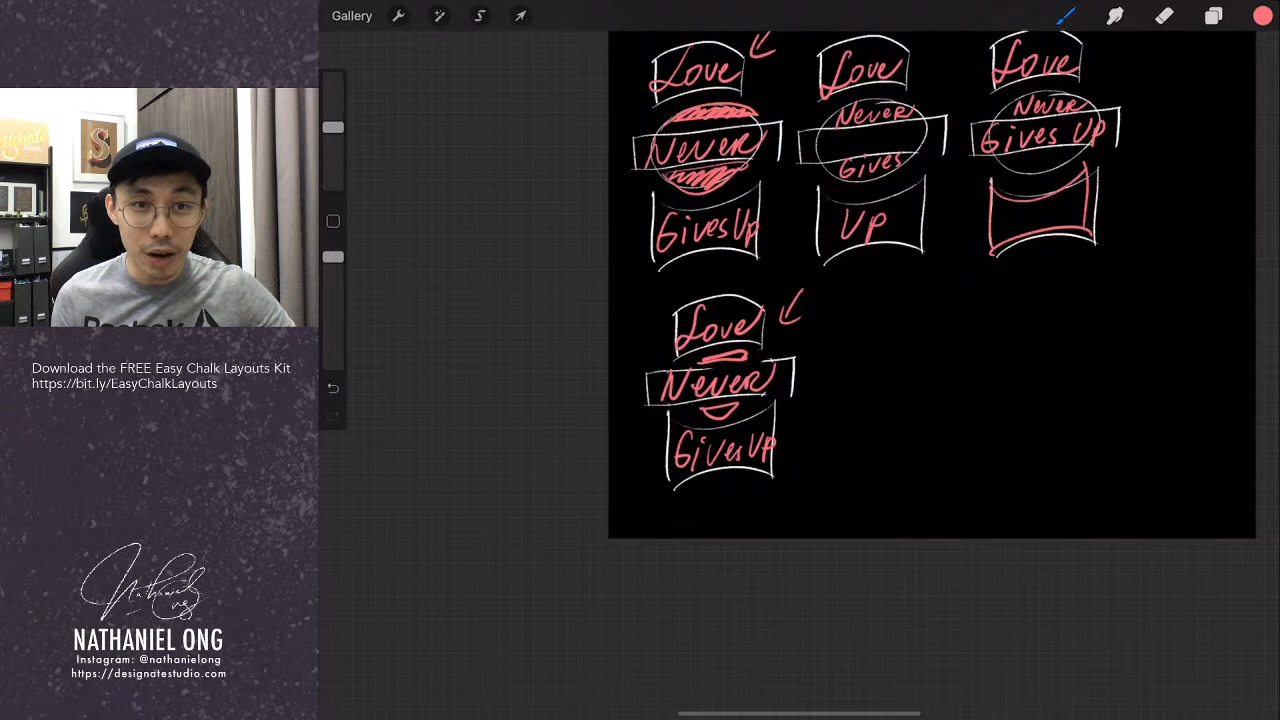 Gallery
Love Love Love
Never Never
Never Gives Up
Gives
Gives Up Up
Love
Never
Gives Up
Reebok
Download the FREE Easy Chalk Layouts Kit
https://bit.ly/EasyChalkLayouts
NATHANIEL ONG
Instagram: @nathanielong
https://designatestudio.com